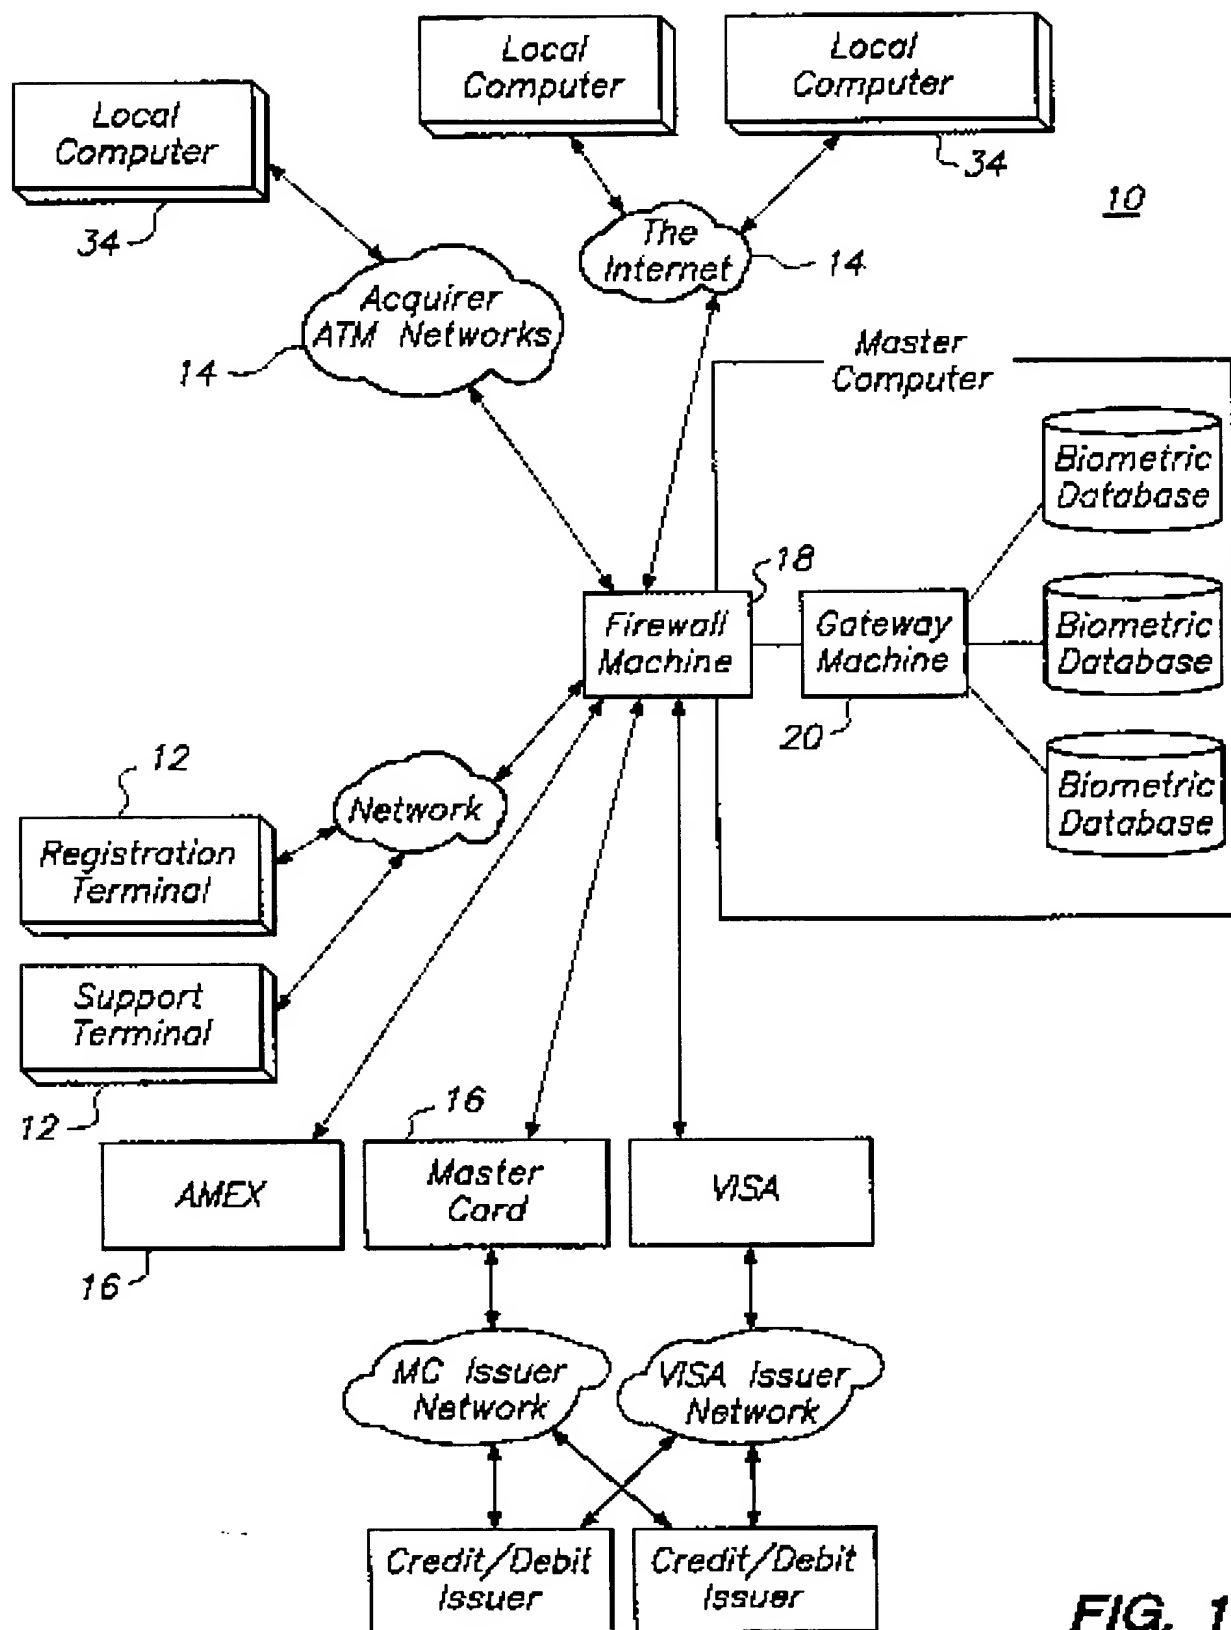 Local
Computer
Local
Computer
Local
Computer
34
34
10
The
Internet
14
Acquirer
ATM Networks
14
Master
Computer
Biometric
Database
18
Firewall
Machine
Gateway
Machine
20
Biometric
Database
Biometric
Database
12
Network
Registration
Terminal
Support
Terminal
12
16
AMEX
Master
Card
VISA
16
MC Issuer
Network
VISA Issuer
Network
Credit/Debit
Issuer
Credit/Debit
Issuer
FIG. 1